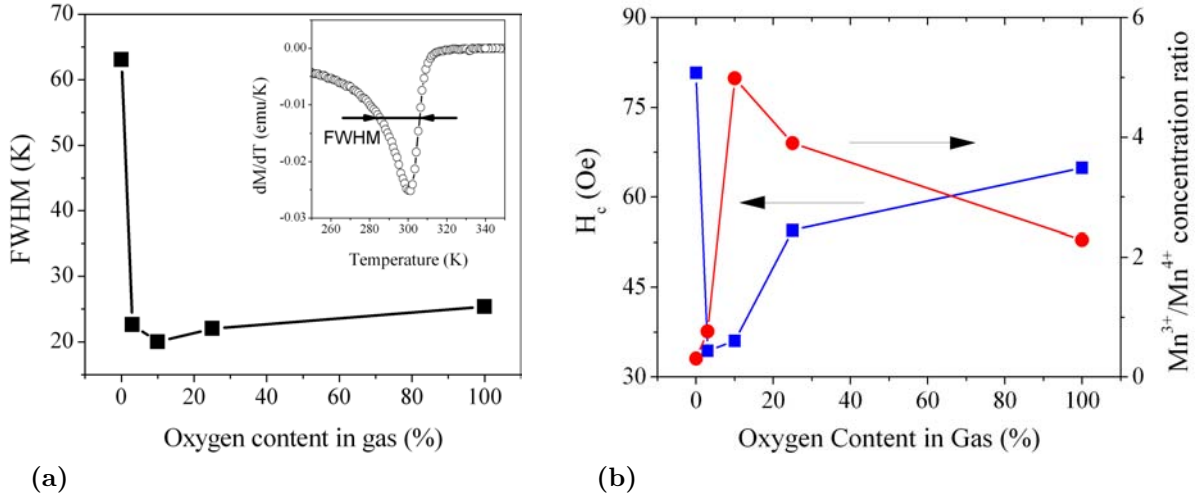 70
60
50
40
30
20
FWHM (K)
0 20 40 60 80 100
Oxygen content in gas (%)
0.00
-0.01
-0.02
-0.03
dM/dT (emu/K)
FWHM
260 280 300 320 340
Temperature (K)
(a)
90
75
60
45
30
H_c (Oe)
0 20 40 60 80 100
Oxygen Content in Gas (%)
6
4
2
0
Mn³⁺/Mn⁴⁺ concentration ratio
(b)